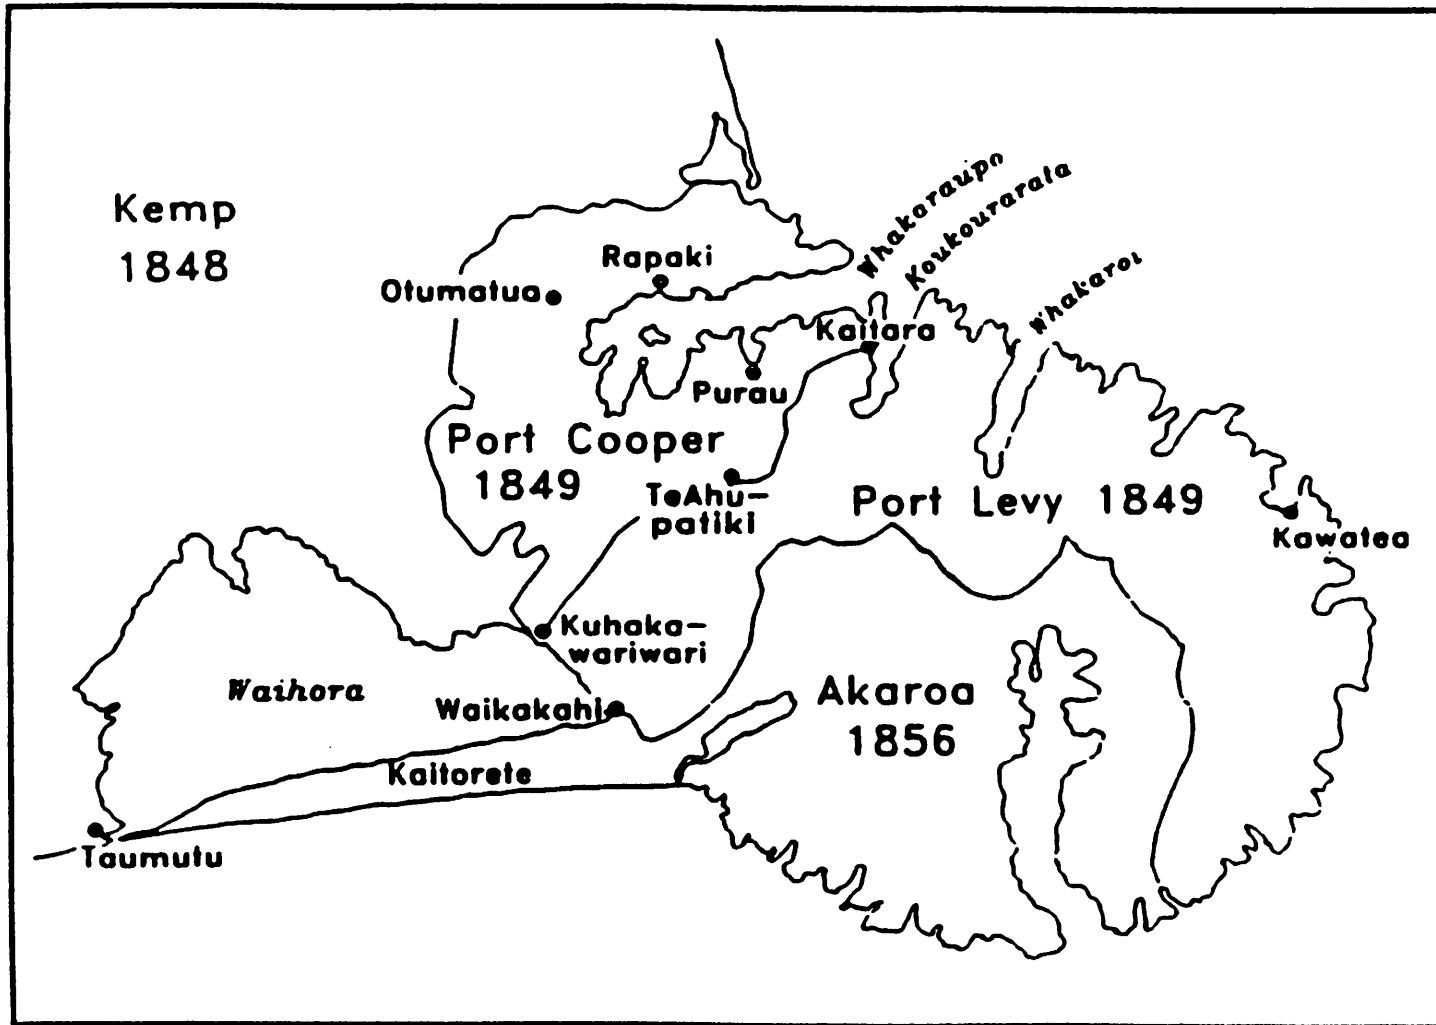 Kemp
1848
Whakaraupo
Koukourarata
Whakaroi
Rapaki
Otumatua
Kaitara
Purau
Port Cooper
1849
TeAhu-
patiki
Port Levy 1849
Kawatea
Kuhaka-
wariwari
Waihora
Waikakahi
Akaroa
1856
Kaitorete
Taumutu